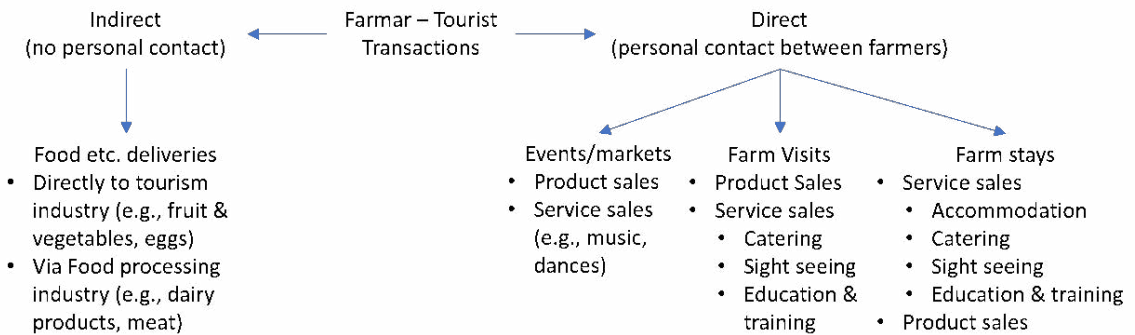 Indirect
(no personal contact)
Farmar – Tourist
Transactions
Direct
(personal contact between farmers)
Food etc. deliveries
• Directly to tourism
industry (e.g., fruit &
vegetables, eggs)
• Via Food processing
industry (e.g., dairy
products, meat)
Events/markets
• Product sales
• Service sales
(e.g., music,
dances)
Farm Visits
• Product Sales
• Service sales
• Catering
• Sight seeing
• Education &
training
Farm stays
• Service sales
• Accommodation
• Catering
• Sight seeing
• Education & training
• Product sales